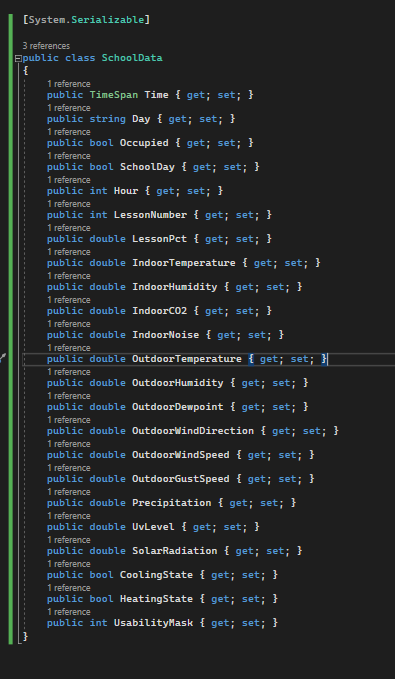 [System.Serializable]
3 references
public class SchoolData
{
1 reference
public TimeSpan Time { get; set; }
1 reference
public string Day { get; set; }
1 reference
public bool Occupied { get; set; }
1 reference
public bool SchoolDay { get; set; }
1 reference
public int Hour { get; set; }
1 reference
public int LessonNumber { get; set; }
1 reference
public double LessonPct { get; set; }
1 reference
public double IndoorTemperature { get; set; }
1 reference
public double IndoorHumidity { get; set; }
1 reference
public double IndoorCO2 { get; set; }
1 reference
public double IndoorNoise { get; set; }
1 reference
public double OutdoorTemperature { get; set; }
1 reference
public double OutdoorHumidity { get; set; }
1 reference
public double OutdoorDewpoint { get; set; }
1 reference
public double OutdoorWindDirection { get; set; }
1 reference
public double OutdoorWindSpeed { get; set; }
1 reference
public double OutdoorGustSpeed { get; set; }
1 reference
public double Precipitation { get; set; }
1 reference
public double UvLevel { get; set; }
1 reference
public double SolarRadiation { get; set; }
1 reference
public bool CoolingState { get; set; }
1 reference
public bool HeatingState { get; set; }
1 reference
public int UsabilityMask { get; set; }
}